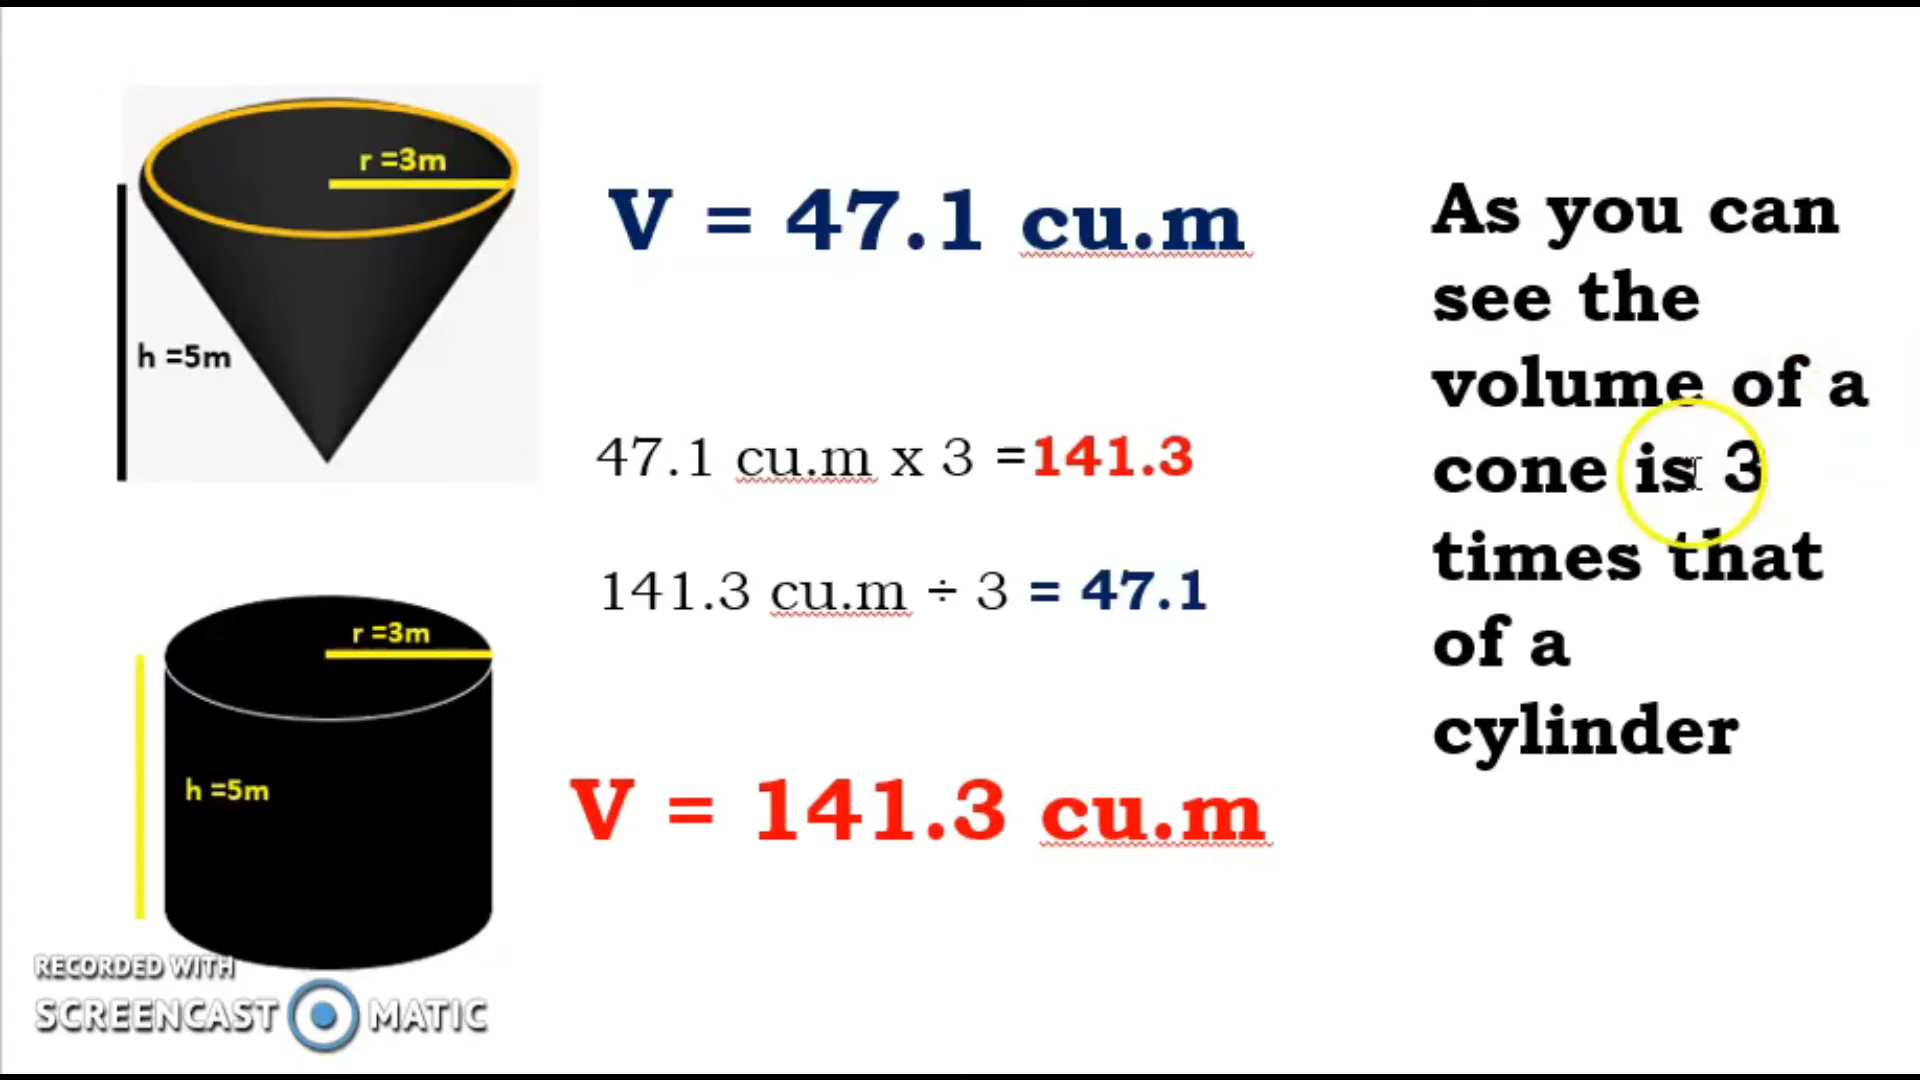 r =3m
h =5m
V = 47.1 cu.m
47.1 cu.m x 3 =141.3
141.3 cu.m ÷ 3 = 47.1
r =3m
h =5m
V = 141.3 cu.m
As you can
see the
volume of a
cone is 3
times that
of a
cylinder
RECORDED WITH
SCREENCAST MATIC